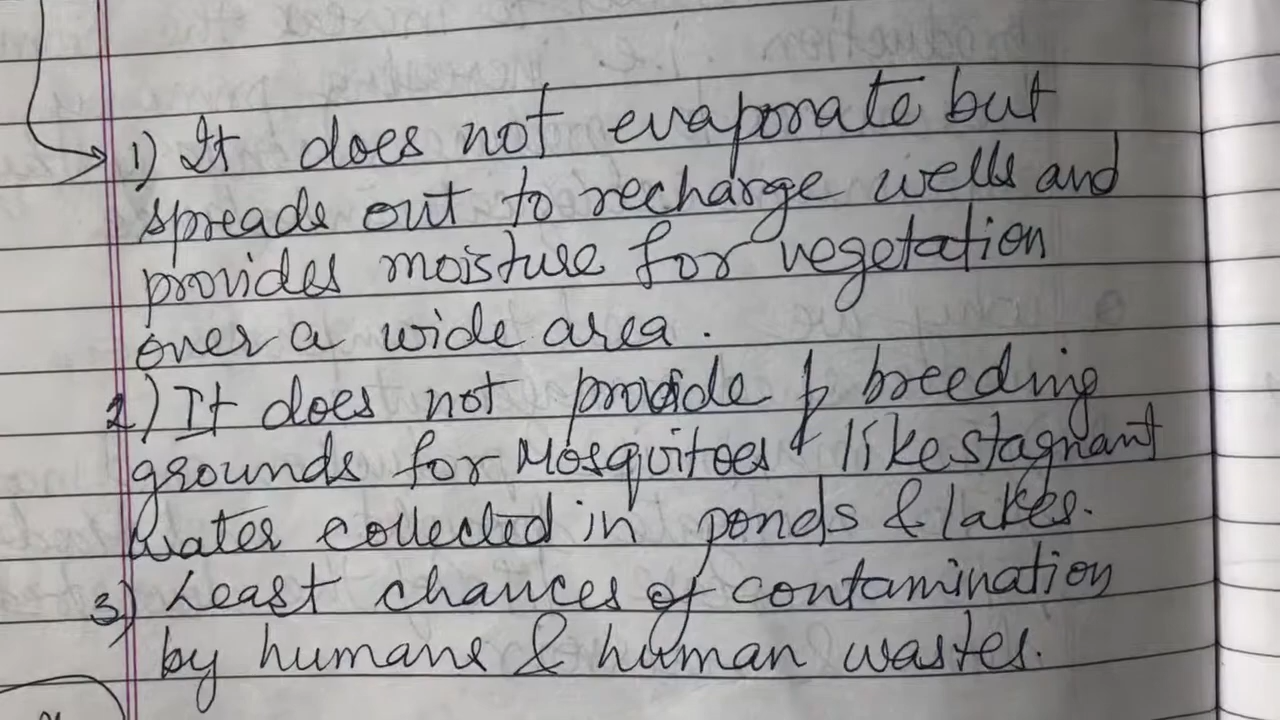 1) It does not evaporate but
spreads out to recharge wells and
provides moisture for vegetation
over a wide area.
2) It does not provide breeding
grounds for Mosquitoes like stagnant
water collected in ponds & lakes.
3) Least chances of contamination
by humans & human wastes.